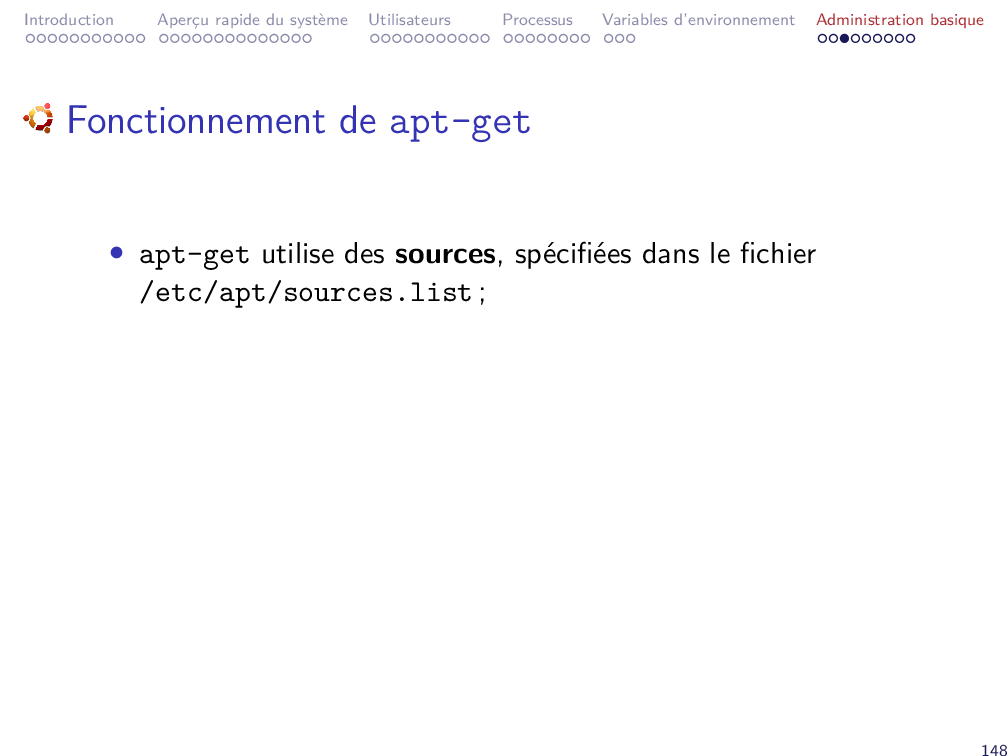 Introduction Aperçu rapide du système Utilisateurs Processus Variables d'environnement Administration basique
Fonctionnement de apt-get
• apt-get utilise des sources, spécifiées dans le fichier
/etc/apt/sources.list ;
148